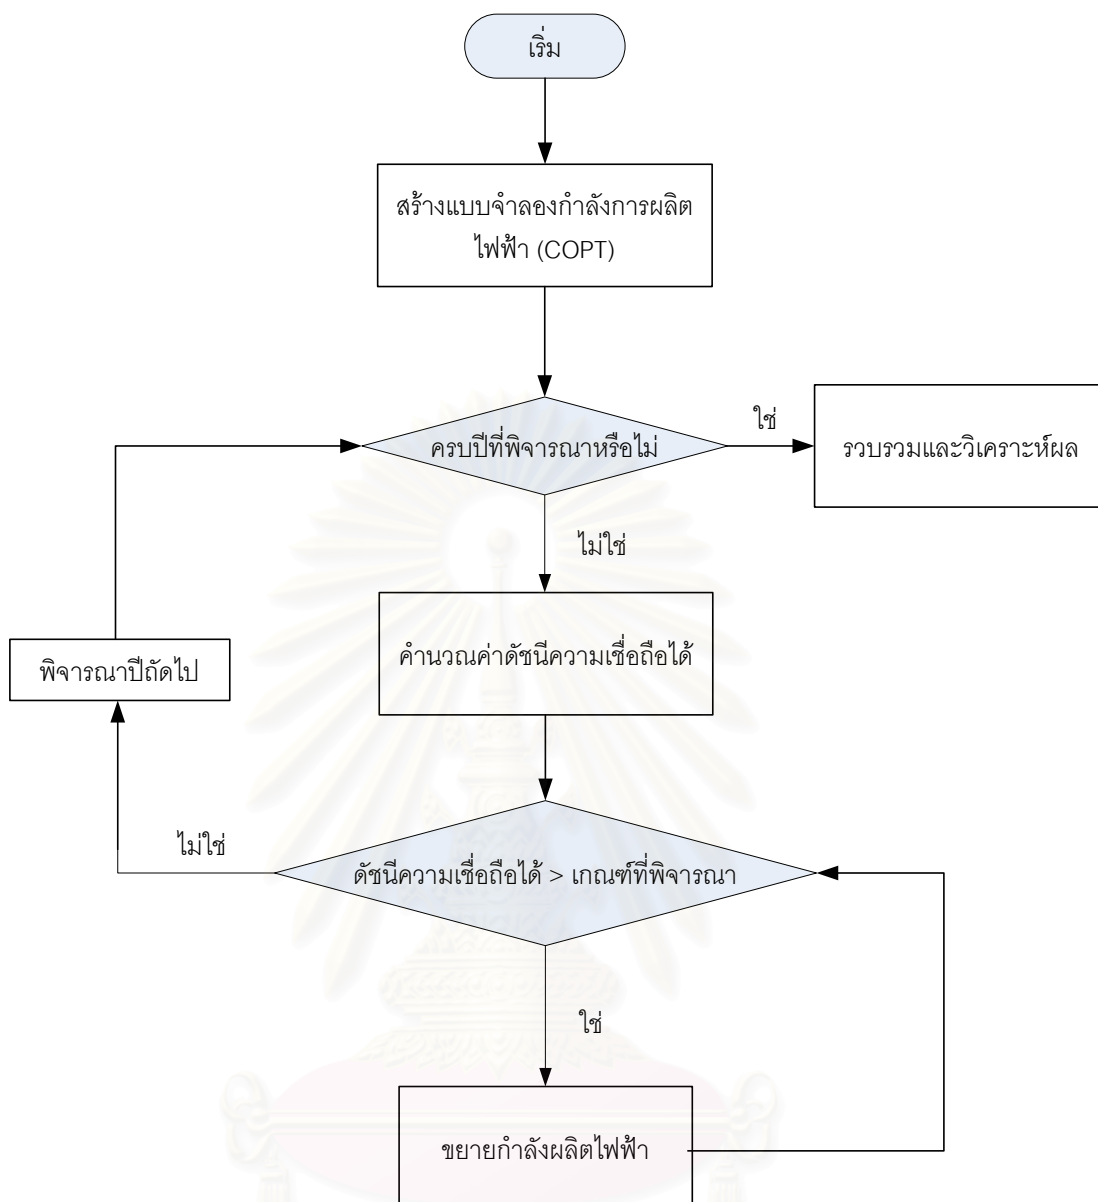 เริ่ม
สร้างแบบจำลองกำลังการผลิต
ไฟฟ้า (COPT)
ครบปีที่พิจารณาหรือไม่
ใช่
รวบรวมและวิเคราะห์ผล
ไม่ใช่
คำนวณค่าดัชนีความเชื่อถือได้
พิจารณาปีถัดไป
ไม่ใช่
ดัชนีความเชื่อถือได้ > เกณฑ์ที่พิจารณา
ใช่
ขยายกำลังผลิตไฟฟ้า